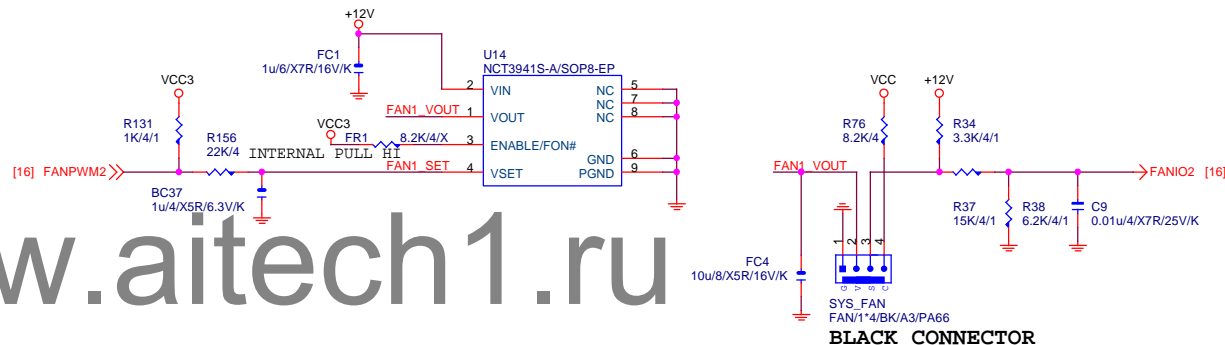 +12V
FC1
1u/6/X7R/16V/K
U14
NCT3941S-A/SOP8-EP
2 VIN
FAN1_VOUT 1 VOUT
3 ENABLE/FON#
FAN1_SET 4 VSET
NC 5
NC 7
NC 8
GND 6
PGND 9
VCC3
R131
1K/4/1
R156
22K/4
VCC3
FR1 8.2K/4/X
INTERNAL PULL HI
[16] FANPWM2
BC37
1u/4/X5R/6.3V/K
VCC
+12V
R76
8.2K/4
R34
3.3K/4/1
FAN1_VOUT
FANIO2 [16]
R37
15K/4/1
R38
6.2K/4/1
C9
0.01u/4/X7R/25V/K
1 2 3 4
G V S C
FC4
10u/8/X5R/16V/K
SYS_FAN
FAN/1*4/BK/A3/PA66
BLACK CONNECTOR
w.aitech1.ru